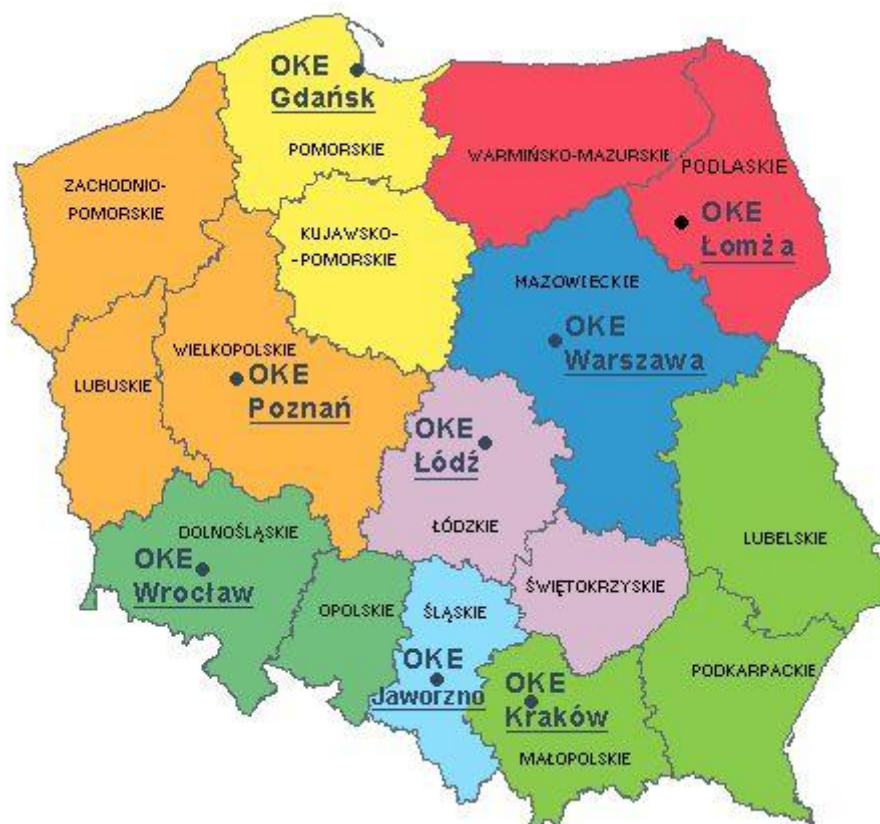 OKE
Gdańsk
POMORSKIE
WARMIŃSKO-MAZURSKIE
PODLASKIE
ZACHODNIO-
POMORSKIE
OKE
Łomża
KUJAWSKO-
-POMORSKIE
MAZOWIECKIE
OKE
Warszawa
WIELKOPOLSKIE
OKE
Poznań
LUBUSKIE
OKE
Łódź
ŁÓDZKIE
DOLNOŚLĄSKIE
OKE
Wrocław
LUBELSKIE
OPOLSKIE
ŚLĄSKIE
ŚWIĘTOKRZYSKIE
OKE
Jaworzno
OKE
Kraków
MAŁOPOLSKIE
PODKARPACKIE